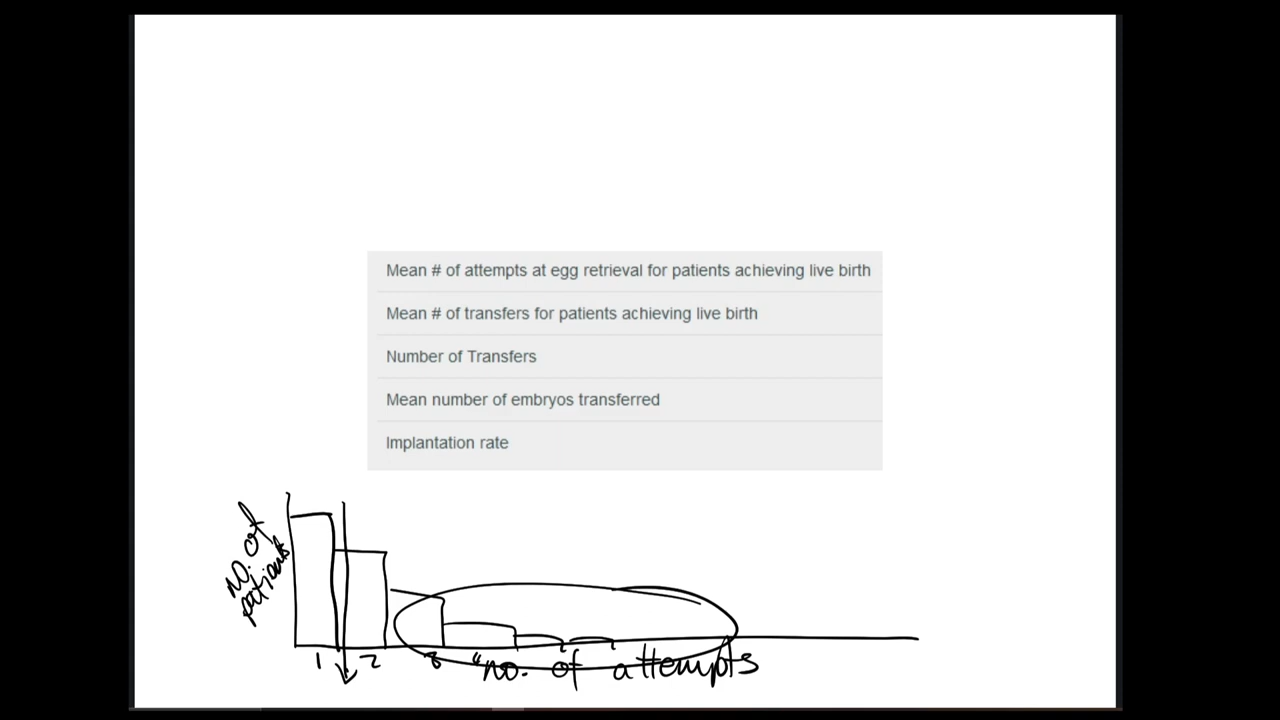 Mean # of attempts at egg retrieval for patients achieving live birth
Mean # of transfers for patients achieving live birth
Number of Transfers
Mean number of embryos transferred
Implantation rate
no. of
patients
1 2 3
no. of attempts